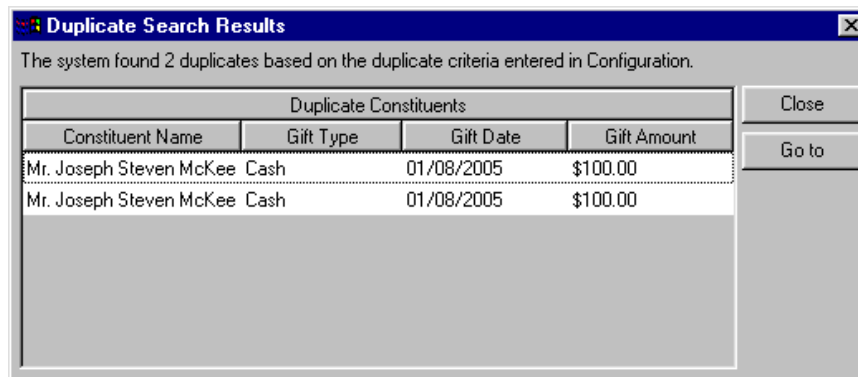 Duplicate Search Results
The system found 2 duplicates based on the duplicate criteria entered in Configuration.
Duplicate Constituents
Close
Constituent Name Gift Type Gift Date Gift Amount
Go to
Mr. Joseph Steven McKee Cash 01/08/2005 $100.00
Mr. Joseph Steven McKee Cash 01/08/2005 $100.00